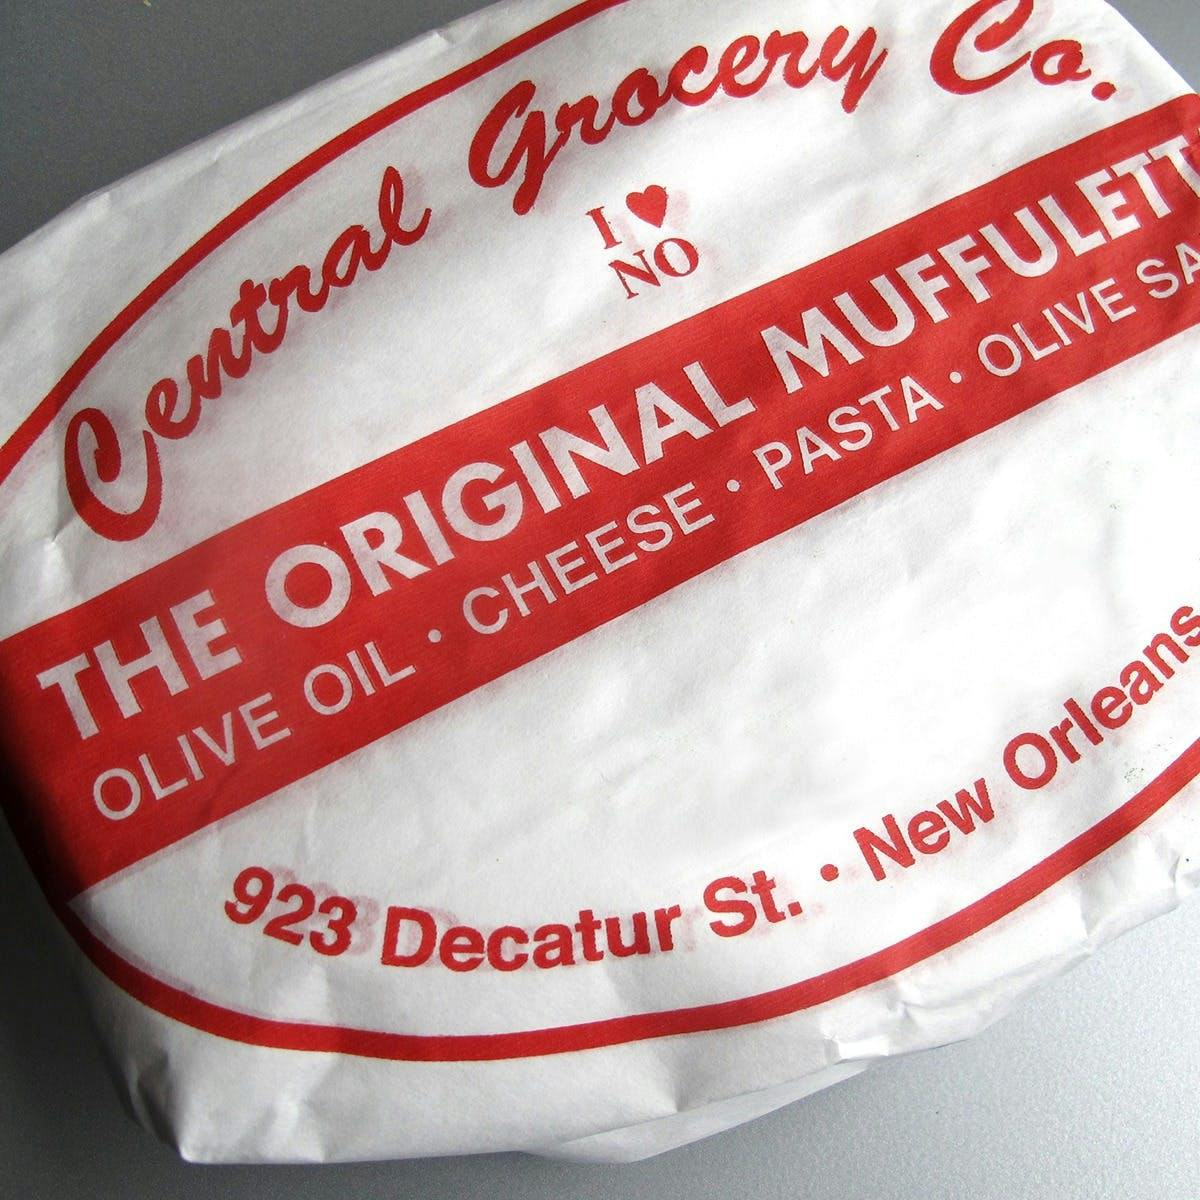 Central Grocery Co.
I ♥
NO
THE ORIGINAL MUFFULETT
OLIVE OIL • CHEESE • PASTA • OLIVE SA
923 Decatur St. • New Orleans